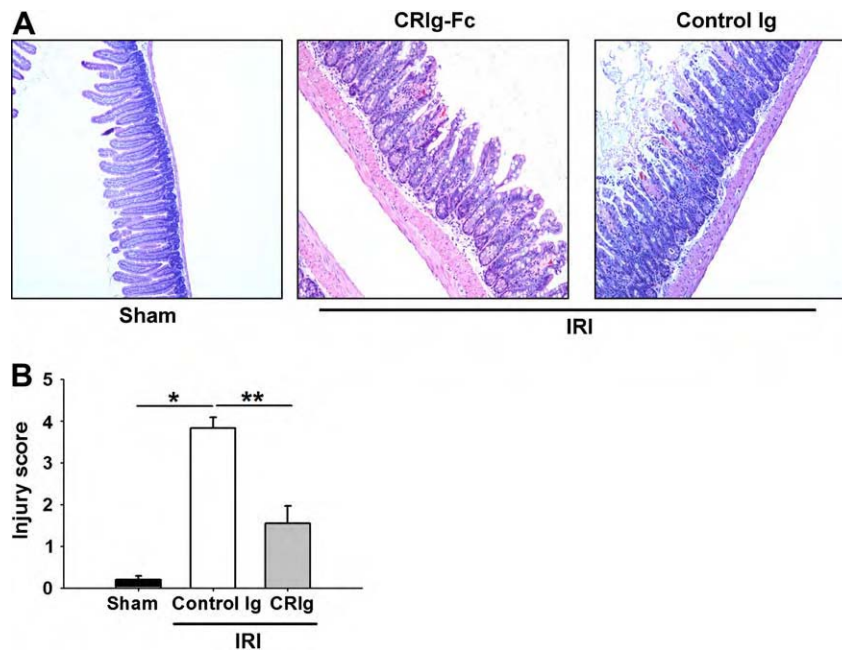 A
CRIg-Fc
Control Ig
Sham
IRI
B
Injury score
5
4
3
2
1
0
*
**
Sham
Control Ig
CRIg
IRI